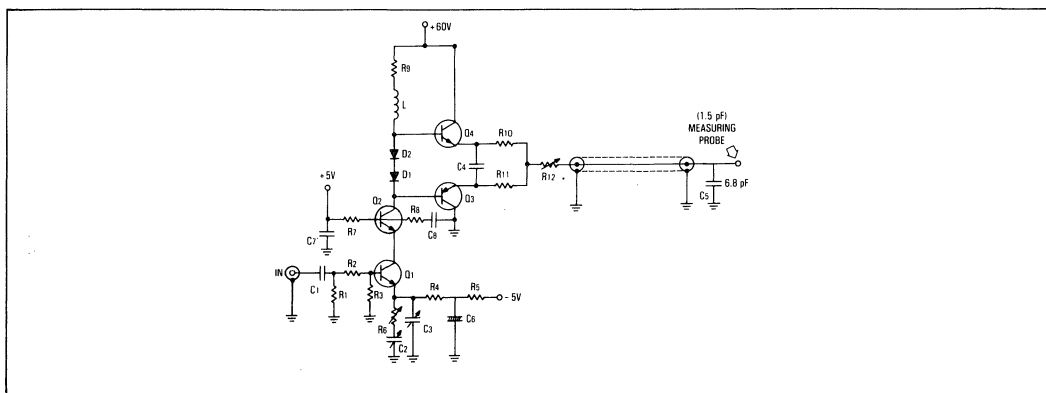 +60V
R9
L
Q4
R10
D2
C4
D1
R11
R12
(1.5 pF)
MEASURING
PROBE
6.8 pF
C5
+5V
Q2
Q3
R8
R7
C8
C7
IN
C1
R2
Q1
R1
R3
R4
R5
- 5V
R6
C3
C6
C2